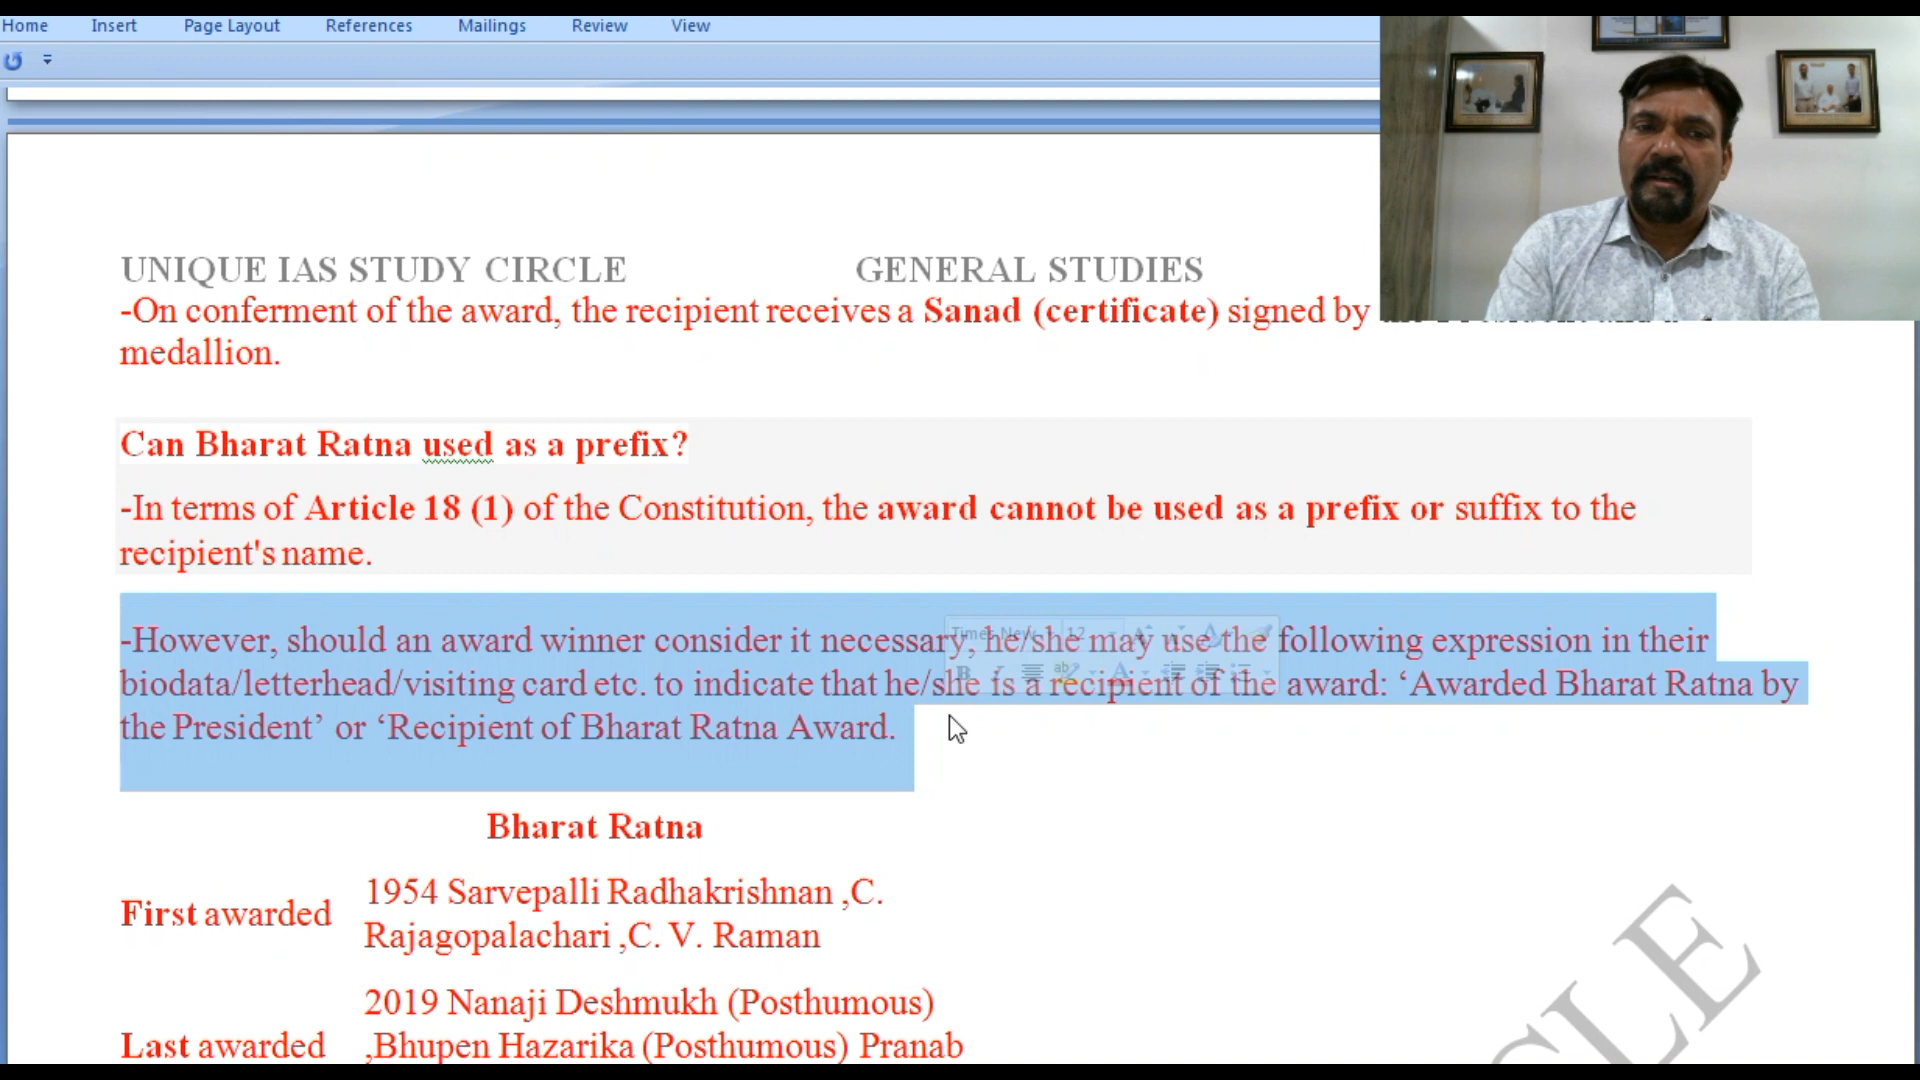 Home Insert Page Layout References Mailings Review View
UNIQUE IAS STUDY CIRCLE GENERAL STUDIES
-On conferment of the award, the recipient receives a Sanad (certificate) signed by
medallion.
Can Bharat Ratna used as a prefix?
-In terms of Article 18 (1) of the Constitution, the award cannot be used as a prefix or suffix to the
recipient's name.
-However, should an award winner consider it necessary, he/she may use the following expression in their
biodata/letterhead/visiting card etc. to indicate that he/she is a recipient of the award: ‘Awarded Bharat Ratna by
the President’ or ‘Recipient of Bharat Ratna Award.
Times New 12
Bharat Ratna
First awarded
1954 Sarvepalli Radhakrishnan ,C.
Rajagopalachari ,C. V. Raman
2019 Nanaji Deshmukh (Posthumous)
Last awarded
,Bhupen Hazarika (Posthumous) Pranab
CLE